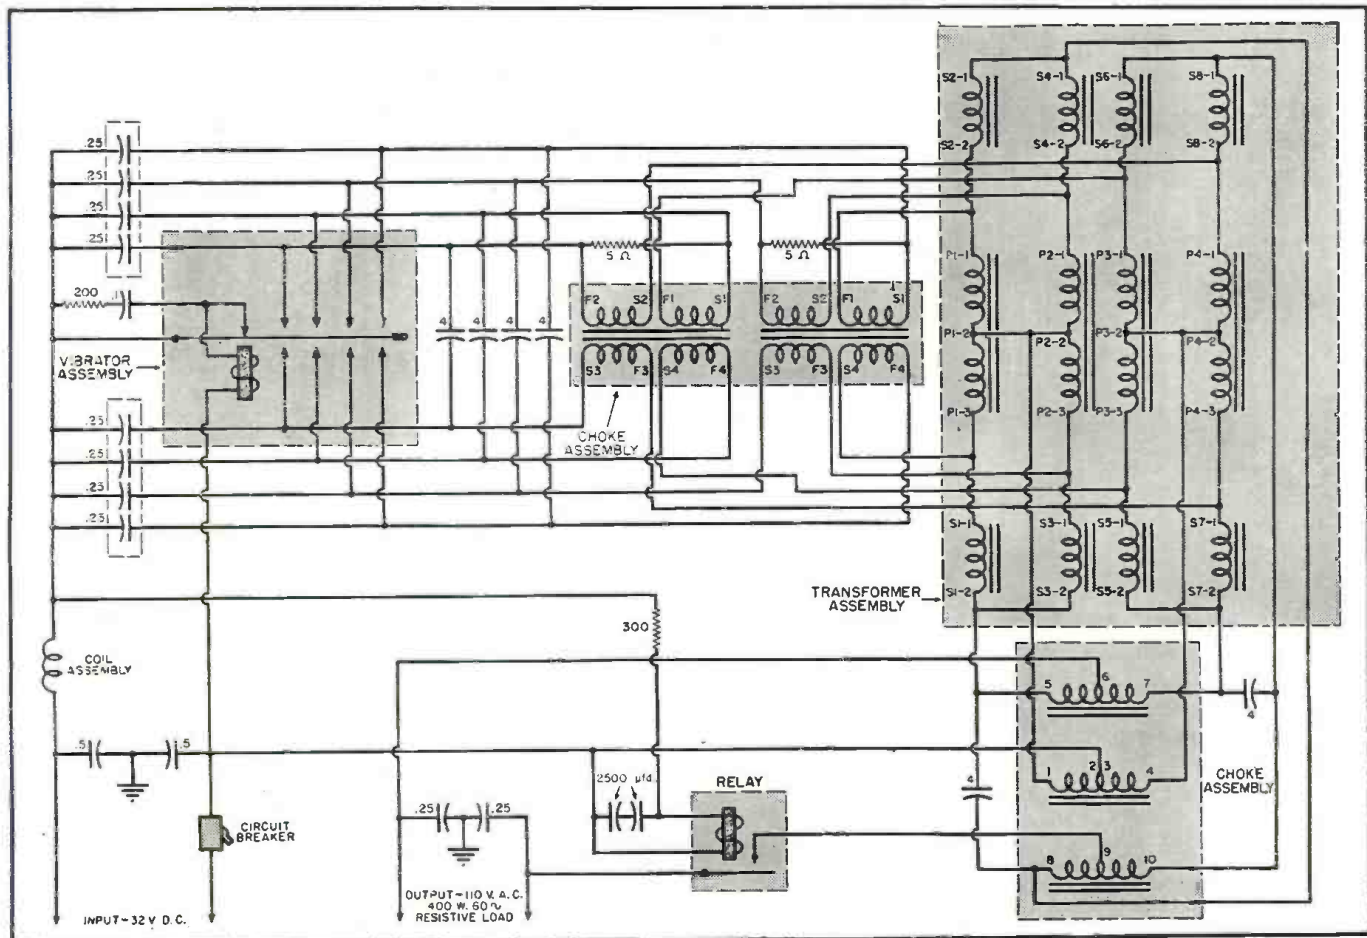 S2-1
S4-1
S6-1
S8-1
S2-2
S4-2
S6-2
S8-2
.25
.25
.25
.25
5 Ω
5 Ω
P1-1
P2-1
P3-1
P4-1
200
.1
F2
S2
F1
S1
F2
S2
F1
S1
4
4
4
4
P1-2
P2-2
P3-2
P4-2
VIBRATOR
ASSEMBLY
S3
F3
S4
F4
S3
F3
S4
F4
P1-3
P2-3
P3-3
P4-3
CHOKE
ASSEMBLY
.25
.25
.25
.25
S1-1
S3-1
S5-1
S7-1
S1-2
S3-2
S5-2
S7-2
TRANSFORMER
ASSEMBLY
300
COIL
ASSEMBLY
5
6
7
4
.5
.5
1
2
3
4
CHOKE
ASSEMBLY
2500 µfd.
RELAY
4
.25
.25
CIRCUIT
BREAKER
8
9
10
INPUT-32 V D.C.
OUTPUT-110 V. A.C.
400 W. 60~
RESISTIVE LOAD